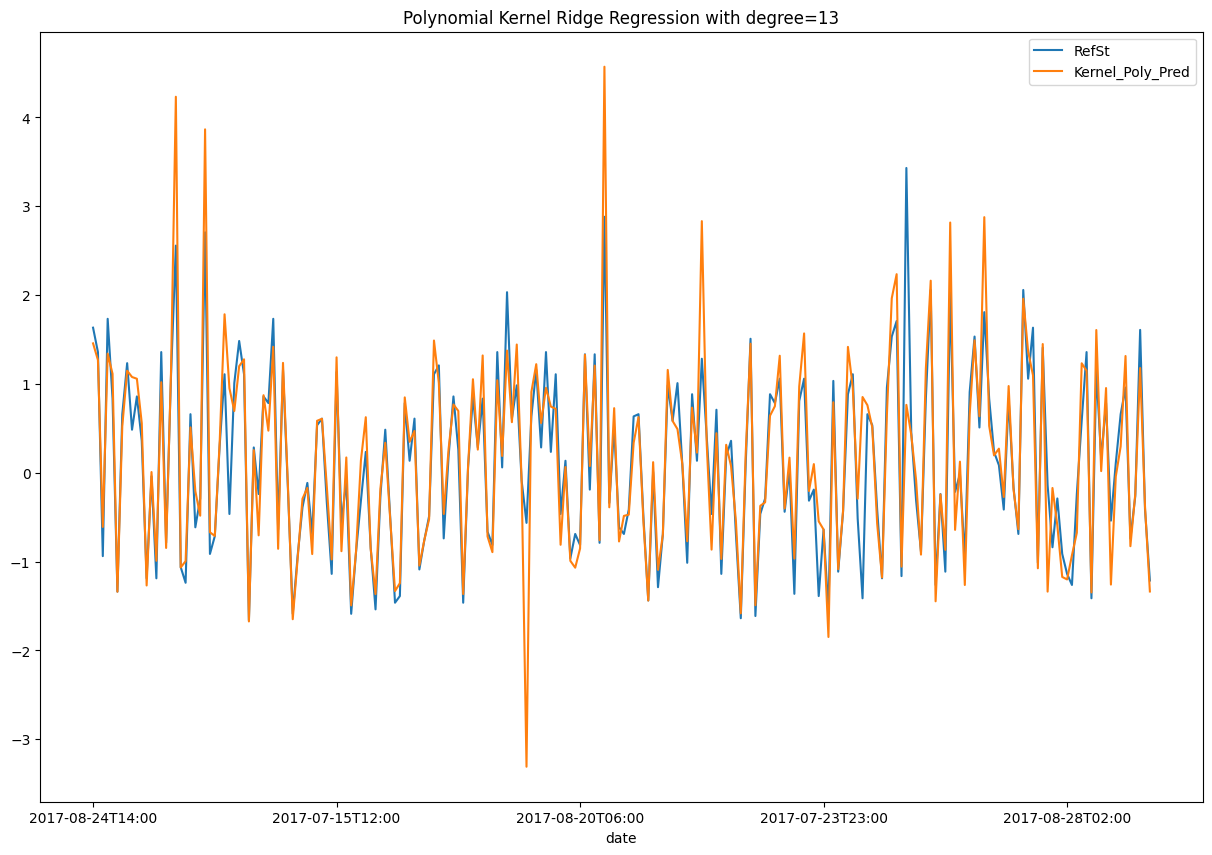 Polynomial Kernel Ridge Regression with degree=13
RefSt
Kernel_Poly_Pred
4
3
2
1
0
−1
−2
−3
2017-08-24T14:00 2017-07-15T12:00 2017-08-20T06:00 2017-07-23T23:00 2017-08-28T02:00
date